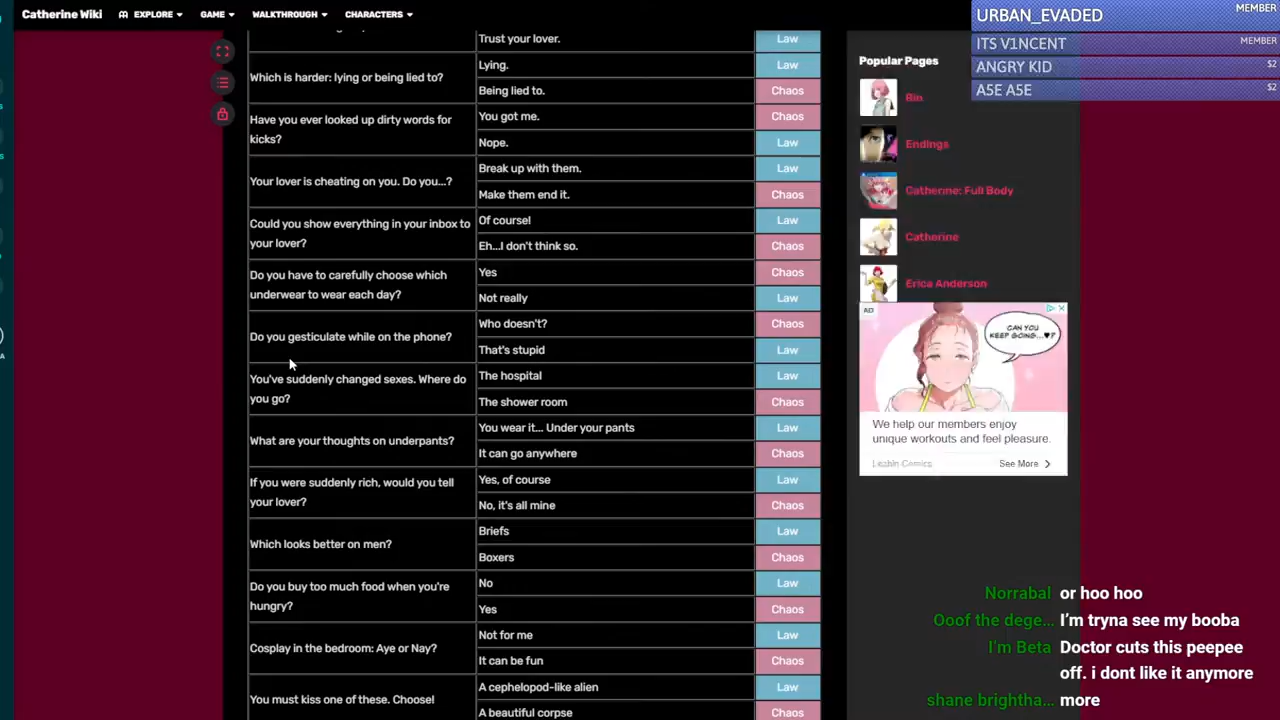 Catherine Wiki
EXPLORE
GAME
WALKTHROUGH
CHARACTERS
URBAN_EVADED
MEMBER
ITS V1NCENT
MEMBER
ANGRY KID
$2
A5E A5E
$2
Trust your lover.
Law
Which is harder: lying or being lied to?
Lying.
Law
Being lied to.
Chaos
Have you ever looked up dirty words for
kicks?
You got me.
Chaos
Nope.
Law
Your lover is cheating on you. Do you...?
Break up with them.
Law
Make them end it.
Chaos
Could you show everything in your inbox to
your lover?
Of course!
Law
Eh...I don't think so.
Chaos
Do you have to carefully choose which
underwear to wear each day?
Yes
Chaos
Not really
Law
Do you gesticulate while on the phone?
Who doesn't?
Chaos
That's stupid
Law
You've suddenly changed sexes. Where do
you go?
The hospital
Law
The shower room
Chaos
What are your thoughts on underpants?
You wear it... Under your pants
Law
It can go anywhere
Chaos
If you were suddenly rich, would you tell
your lover?
Yes, of course
Law
No, it's all mine
Chaos
Which looks better on men?
Briefs
Law
Boxers
Chaos
Do you buy too much food when you're
hungry?
No
Law
Yes
Chaos
Cosplay in the bedroom: Aye or Nay?
Not for me
Law
It can be fun
Chaos
You must kiss one of these. Choose!
A cephelopod-like alien
Law
A beautiful corpse
Chaos
Popular Pages
Rin
Endings
Catherine: Full Body
Catherine
Erica Anderson
AD
CAN YOU
KEEP GOING...♥?
We help our members enjoy
unique workouts and feel pleasure.
Lezhin Comics
See More
Norrabal or hoo hoo
Ooof the dege... I'm tryna see my booba
I'm Beta Doctor cuts this peepee
off. i dont like it anymore
shane brightha... more